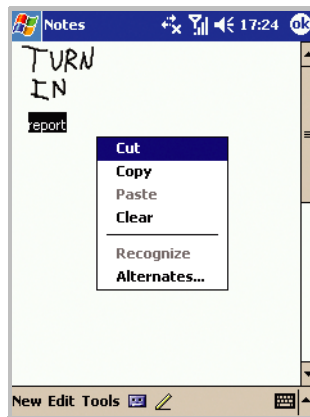 Notes 17:24 ok
TURN
IN
report
Cut
Copy
Paste
Clear
Recognize
Alternates...
New Edit Tools